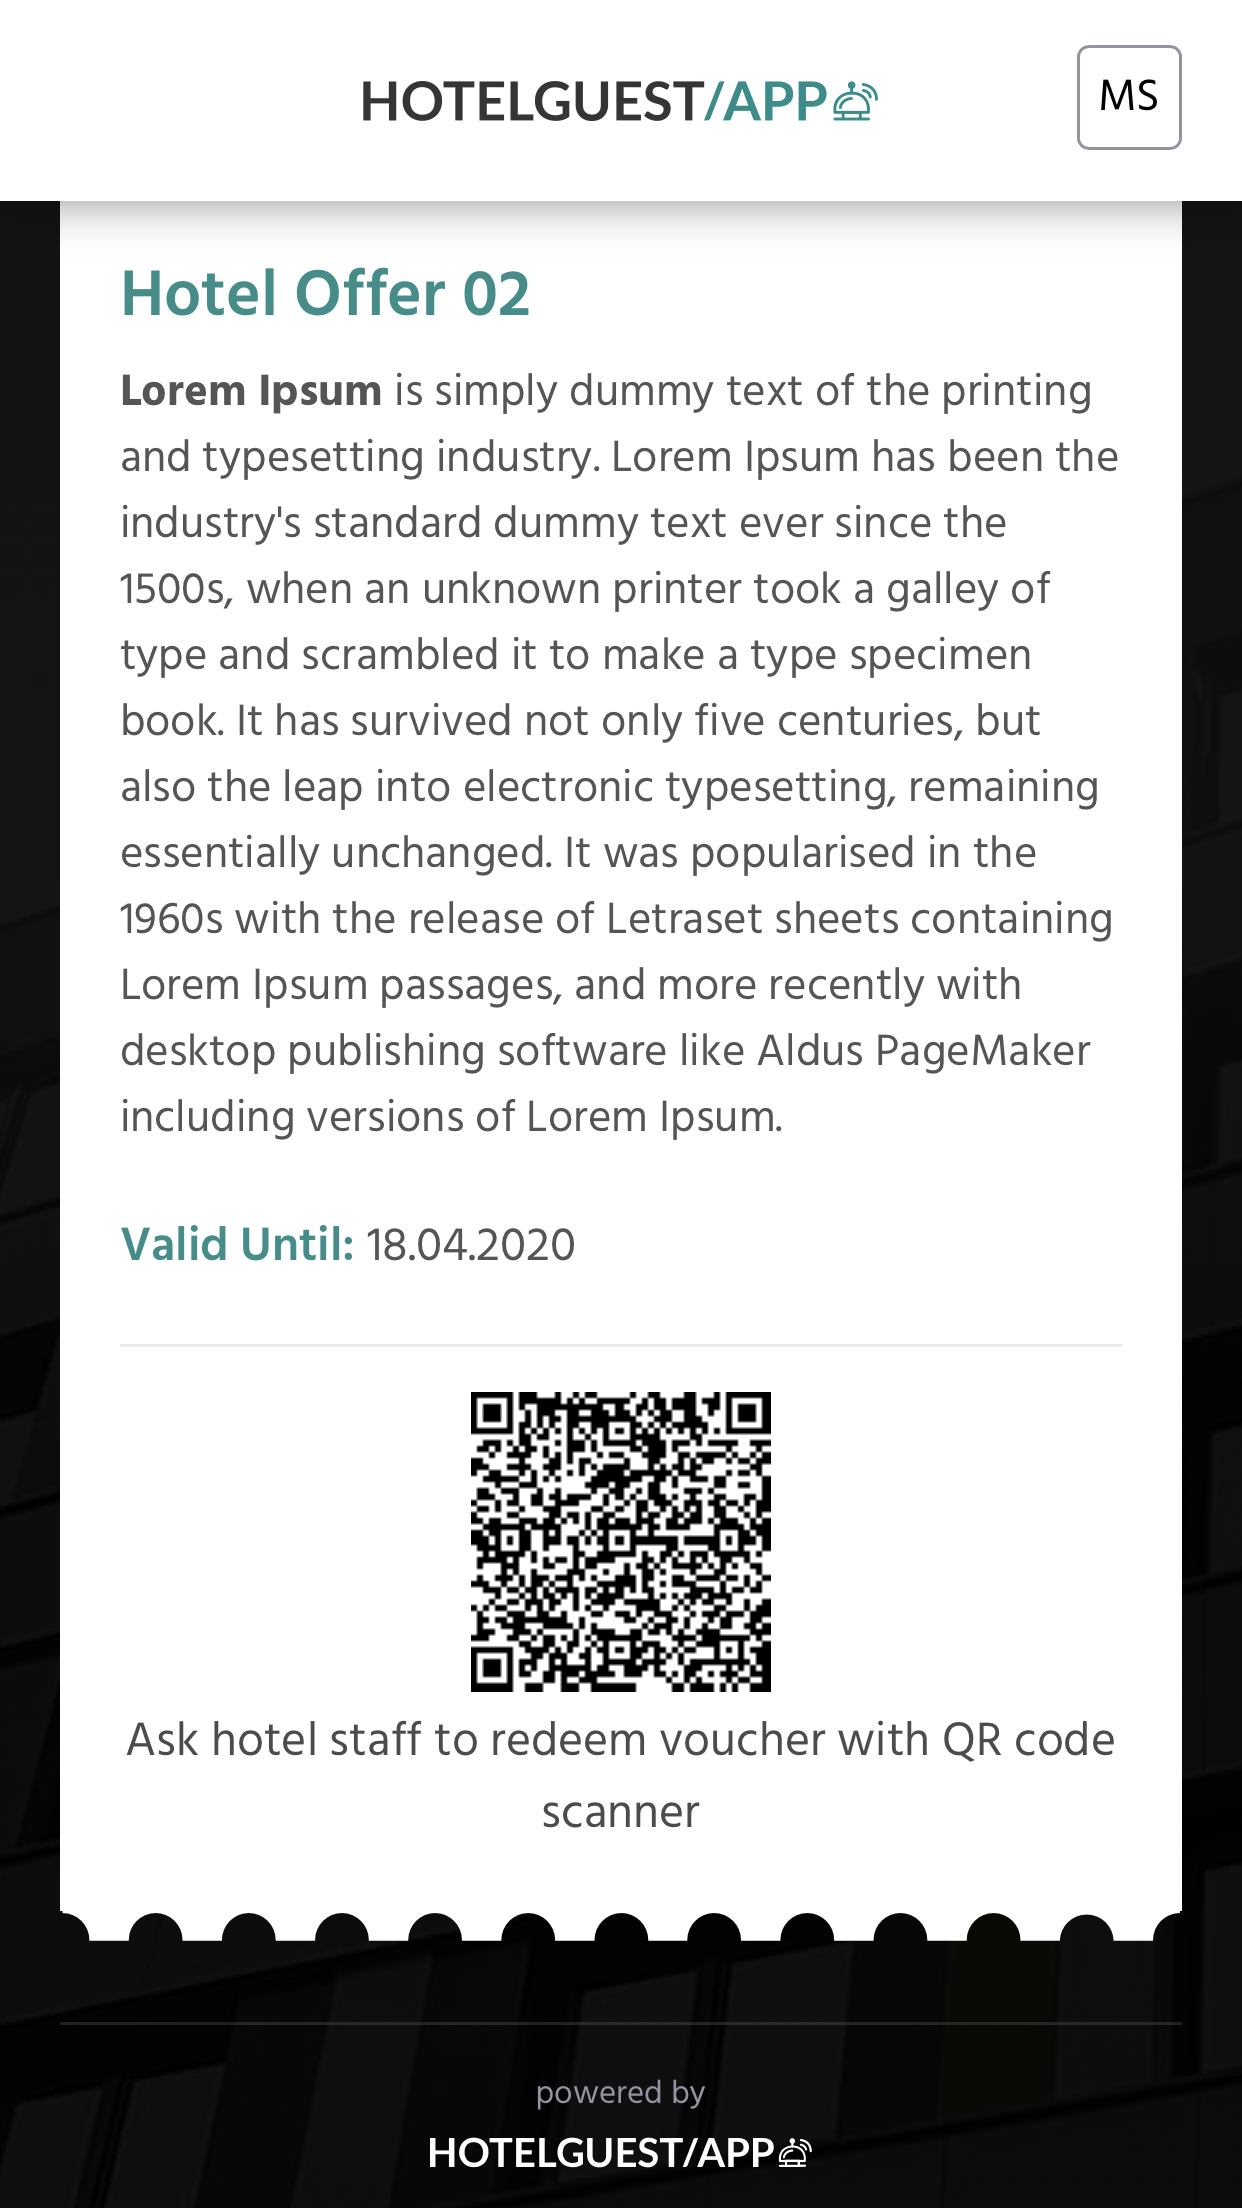 HOTELGUEST/APP
MS
Hotel Offer 02
Lorem Ipsum is simply dummy text of the printing
and typesetting industry. Lorem Ipsum has been the
industry's standard dummy text ever since the
1500s, when an unknown printer took a galley of
type and scrambled it to make a type specimen
book. It has survived not only five centuries, but
also the leap into electronic typesetting, remaining
essentially unchanged. It was popularised in the
1960s with the release of Letraset sheets containing
Lorem Ipsum passages, and more recently with
desktop publishing software like Aldus PageMaker
including versions of Lorem Ipsum.
Valid Until: 18.04.2020
Ask hotel staff to redeem voucher with QR code
scanner
powered by
HOTELGUEST/APP